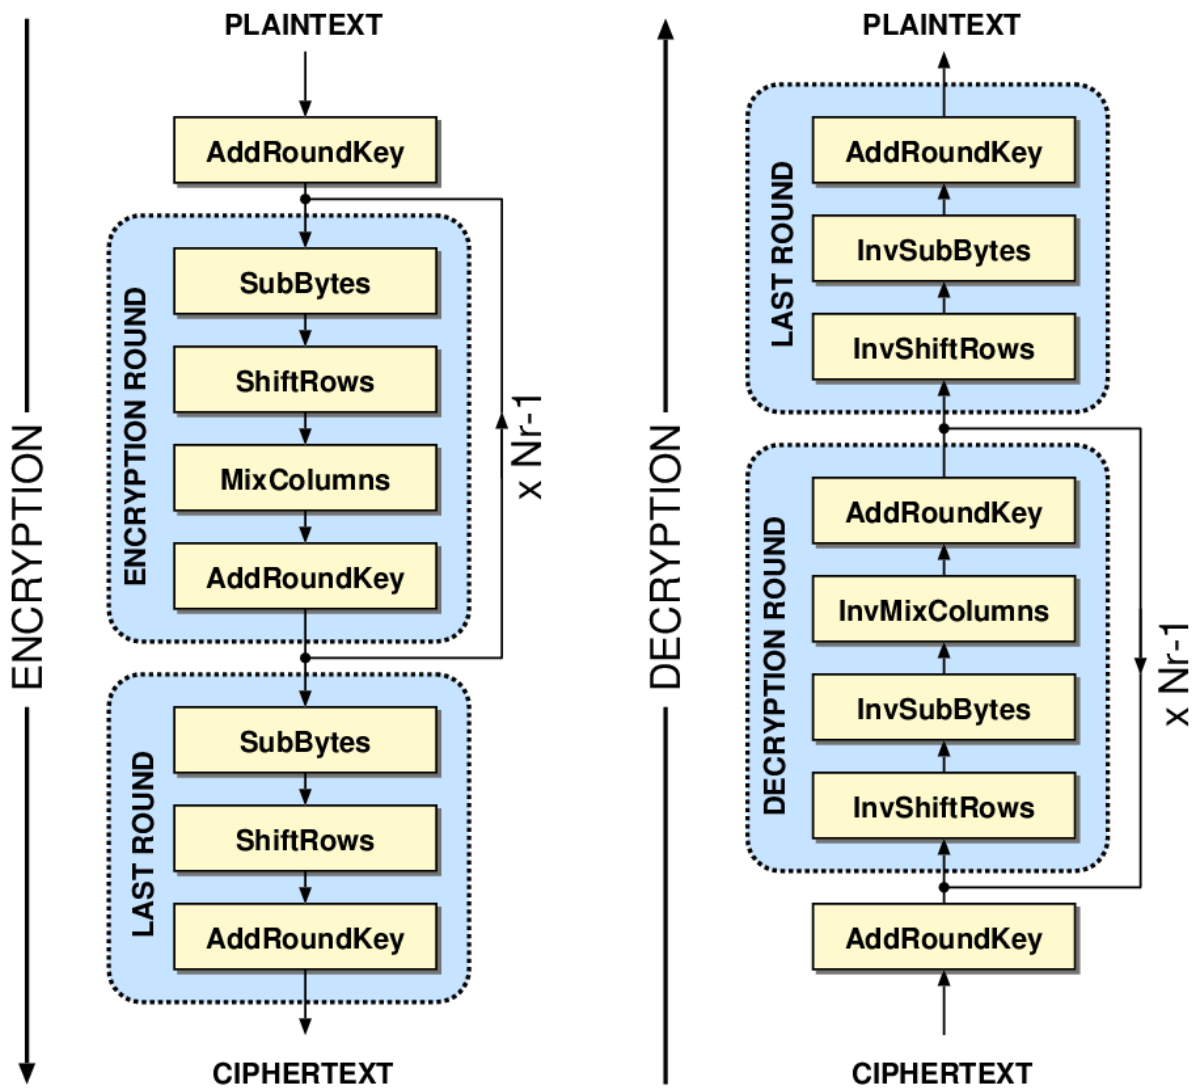 PLAINTEXT
AddRoundKey
SubBytes
ShiftRows
MixColumns
AddRoundKey
ENCRYPTION ROUND
x Nr-1
SubBytes
ShiftRows
AddRoundKey
LAST ROUND
CIPHERTEXT
ENCRYPTION
PLAINTEXT
AddRoundKey
InvSubBytes
InvShiftRows
LAST ROUND
AddRoundKey
InvMixColumns
InvSubBytes
InvShiftRows
DECRYPTION ROUND
x Nr-1
AddRoundKey
CIPHERTEXT
DECRYPTION